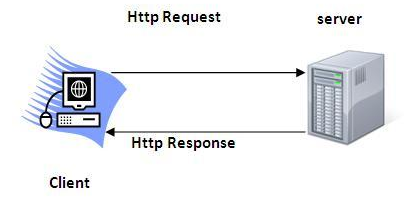 Http Request
server
Http Response
Client